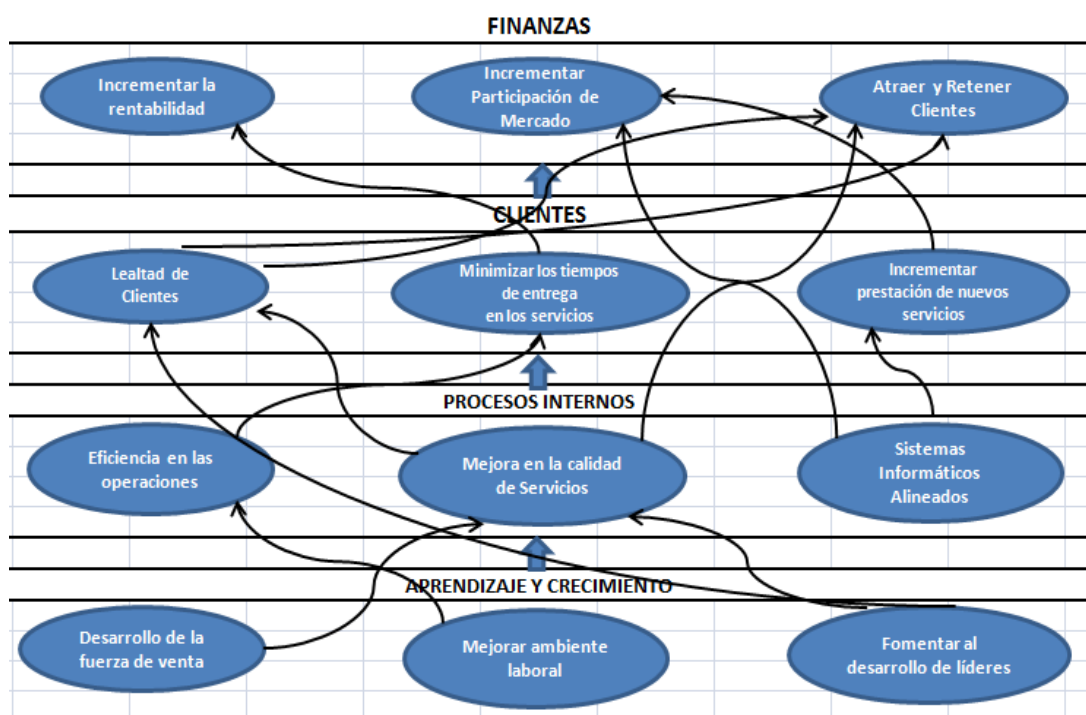 FINANZAS
Incrementar la
rentabilidad
Incrementar
Participación de
Mercado
Atraer y Retener
Clientes
CLIENTES
Lealtad de
Clientes
Minimizar los tiempos
de entrega
en los servicios
Incrementar
prestación de nuevos
servicios
PROCESOS INTERNOS
Eficiencia en las
operaciones
Mejora en la calidad
de Servicios
Sistemas
Informáticos
Alineados
APRENDIZAJE Y CRECIMIENTO
Desarrollo de la
fuerza de venta
Mejorar ambiente
laboral
Fomentar al
desarrollo de líderes